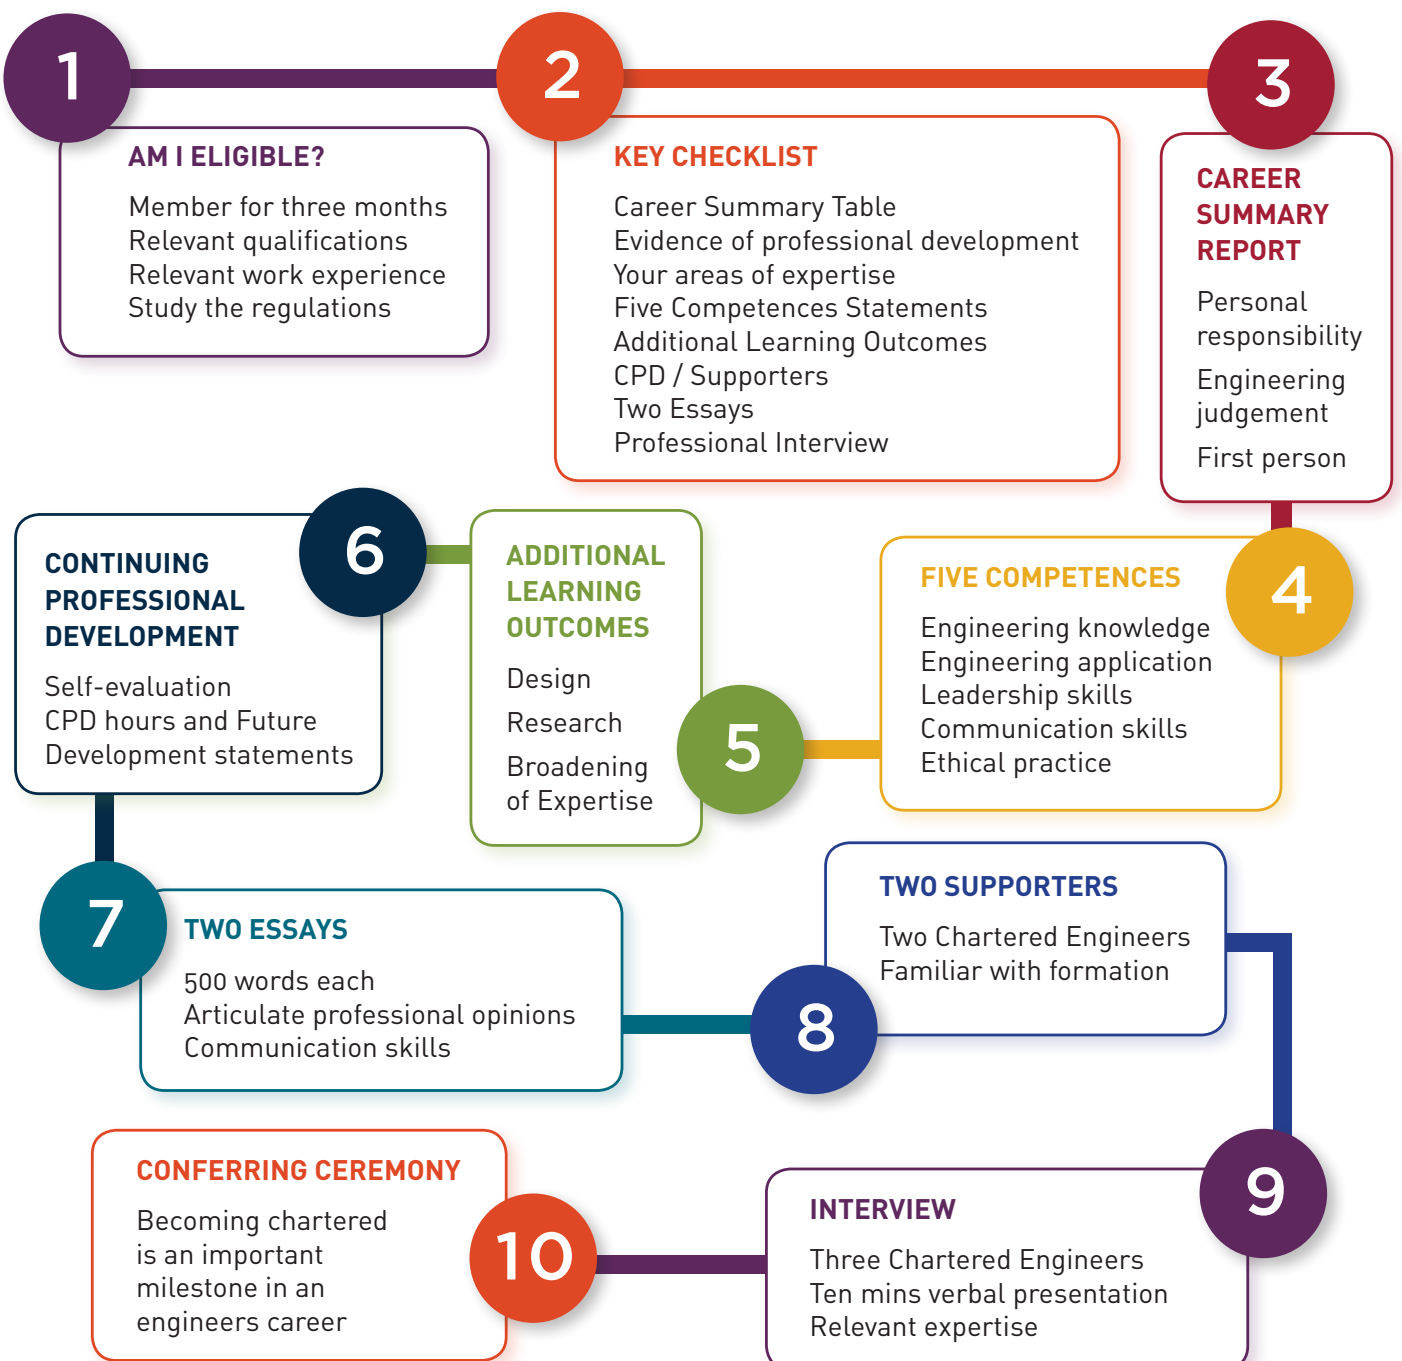 1
AM I ELIGIBLE?
Member for three months
Relevant qualifications
Relevant work experience
Study the regulations
2
KEY CHECKLIST
Career Summary Table
Evidence of professional development
Your areas of expertise
Five Competences Statements
Additional Learning Outcomes
CPD / Supporters
Two Essays
Professional Interview
3
CAREER
SUMMARY
REPORT
Personal
responsibility
Engineering
judgement
First person
4
FIVE COMPETENCES
Engineering knowledge
Engineering application
Leadership skills
Communication skills
Ethical practice
5
ADDITIONAL
LEARNING
OUTCOMES
Design
Research
Broadening
of Expertise
6
CONTINUING
PROFESSIONAL
DEVELOPMENT
Self-evaluation
CPD hours and Future
Development statements
7
TWO ESSAYS
500 words each
Articulate professional opinions
Communication skills
8
TWO SUPPORTERS
Two Chartered Engineers
Familiar with formation
9
INTERVIEW
Three Chartered Engineers
Ten mins verbal presentation
Relevant expertise
10
CONFERRING CEREMONY
Becoming chartered
is an important
milestone in an
engineers career